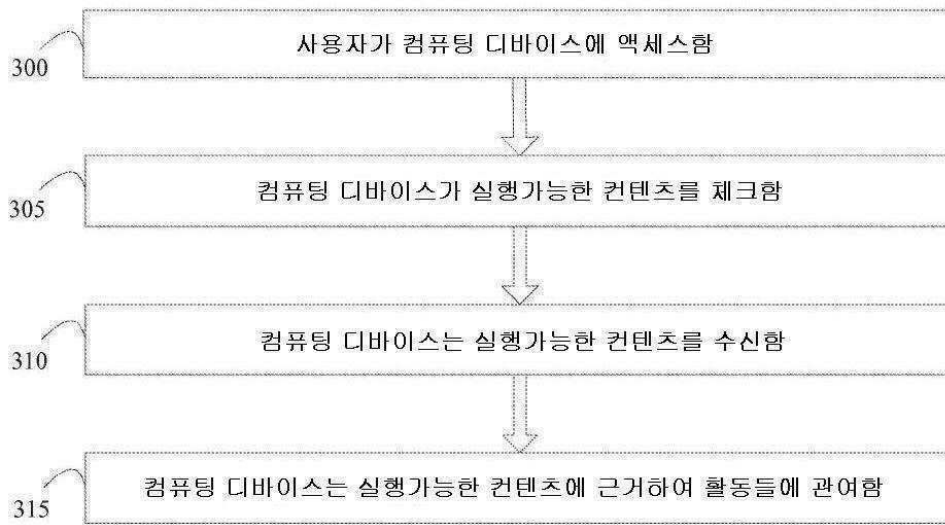 사용자가 컴퓨팅 디바이스에 액세스함
300
컴퓨팅 디바이스가 실행가능한 컨텐츠를 체크함
305
컴퓨팅 디바이스는 실행가능한 컨텐츠를 수신함
310
컴퓨팅 디바이스는 실행가능한 컨텐츠에 근거하여 활동들에 관여함
315